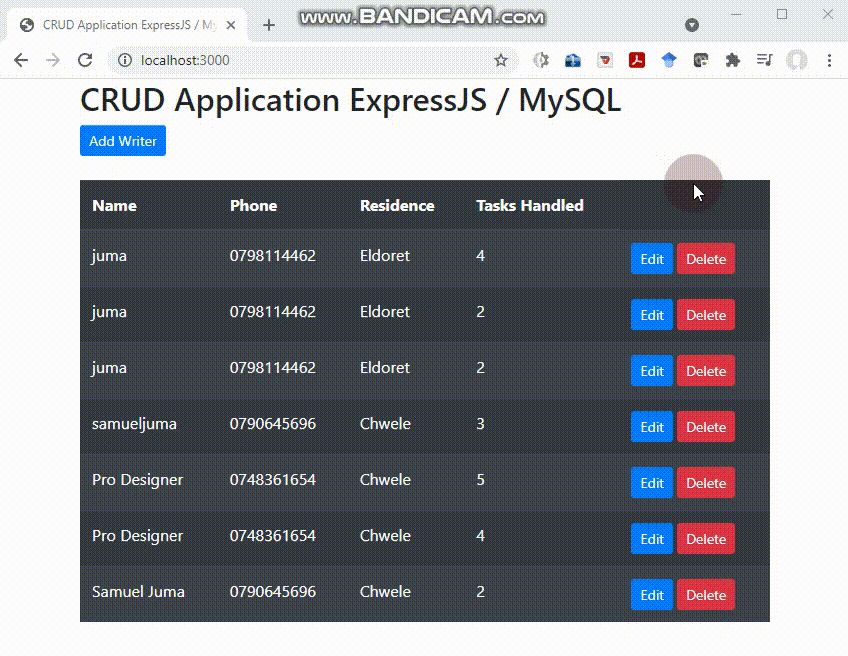 CRUD Application ExpressJS / My
www.BANDICAM.com
localhost:3000
CRUD Application ExpressJS / MySQL
Add Writer
Name Phone Residence Tasks Handled
juma 0798114462 Eldoret 4 Edit Delete
juma 0798114462 Eldoret 2 Edit Delete
juma 0798114462 Eldoret 2 Edit Delete
samueljuma 0790645696 Chwele 3 Edit Delete
Pro Designer 0748361654 Chwele 5 Edit Delete
Pro Designer 0748361654 Chwele 4 Edit Delete
Samuel Juma 0790645696 Chwele 2 Edit Delete